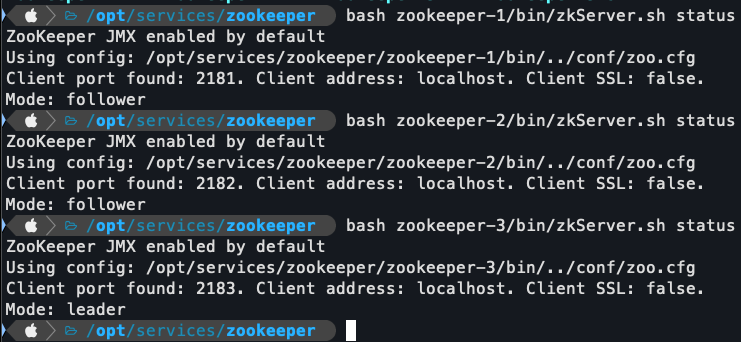 /opt/services/zookeeper bash zookeeper-1/bin/zkServer.sh status
ZooKeeper JMX enabled by default
Using config: /opt/services/zookeeper/zookeeper-1/bin/../conf/zoo.cfg
Client port found: 2181. Client address: localhost. Client SSL: false.
Mode: follower
/opt/services/zookeeper bash zookeeper-2/bin/zkServer.sh status
ZooKeeper JMX enabled by default
Using config: /opt/services/zookeeper/zookeeper-2/bin/../conf/zoo.cfg
Client port found: 2182. Client address: localhost. Client SSL: false.
Mode: follower
/opt/services/zookeeper bash zookeeper-3/bin/zkServer.sh status
ZooKeeper JMX enabled by default
Using config: /opt/services/zookeeper/zookeeper-3/bin/../conf/zoo.cfg
Client port found: 2183. Client address: localhost. Client SSL: false.
Mode: leader
/opt/services/zookeeper